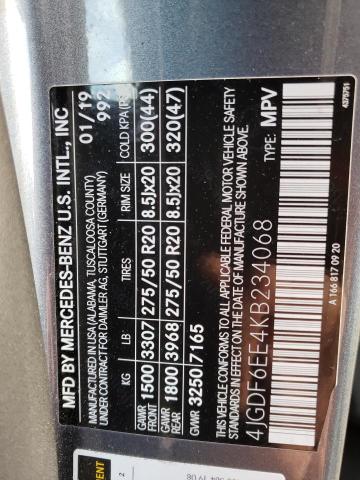 MFD BY MERCEDES-BENZ U.S. INTL., INC 01/19
MANUFACTURED IN USA (ALABAMA, TUSCALOOSA COUNTY) 992
UNDER CONTROL FOR DAIMLER AG, STUTTGART (GERMANY)
KG LB TIRES RIM SIZE COLD KPA
GAWR FRONT 1500 3307 275/50 R20 8.5Jx20 300(44)
GAWR REAR 1800 3968 275/50 R20 8.5Jx20 320(47)
GVWR 3250/7165
THIS VEHICLE CONFORMS TO ALL APPLICABLE FEDERAL MOTOR VEHICLE SAFETY
STANDARDS IN EFFECT ON THE DATE OF MANUFACTURE SHOWN ABOVE.
4JGDF6EE4KB234068 TYPE: MPV
A 166 817 09 20
4375751